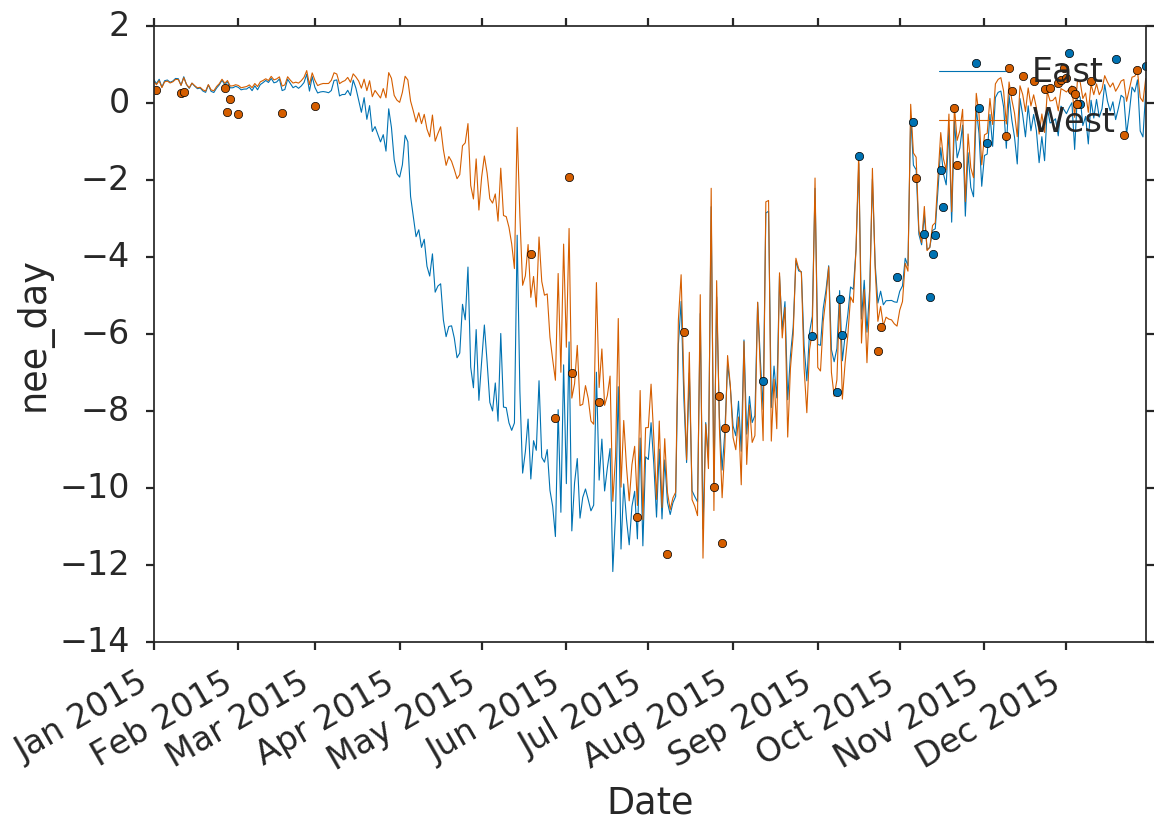 2
0
−2
−4
−6
−8
−10
−12
−14
nee_day
East
West
Jan 2015
Feb 2015
Mar 2015
Apr 2015
May 2015
Jun 2015
Jul 2015
Aug 2015
Sep 2015
Oct 2015
Nov 2015
Dec 2015
Date